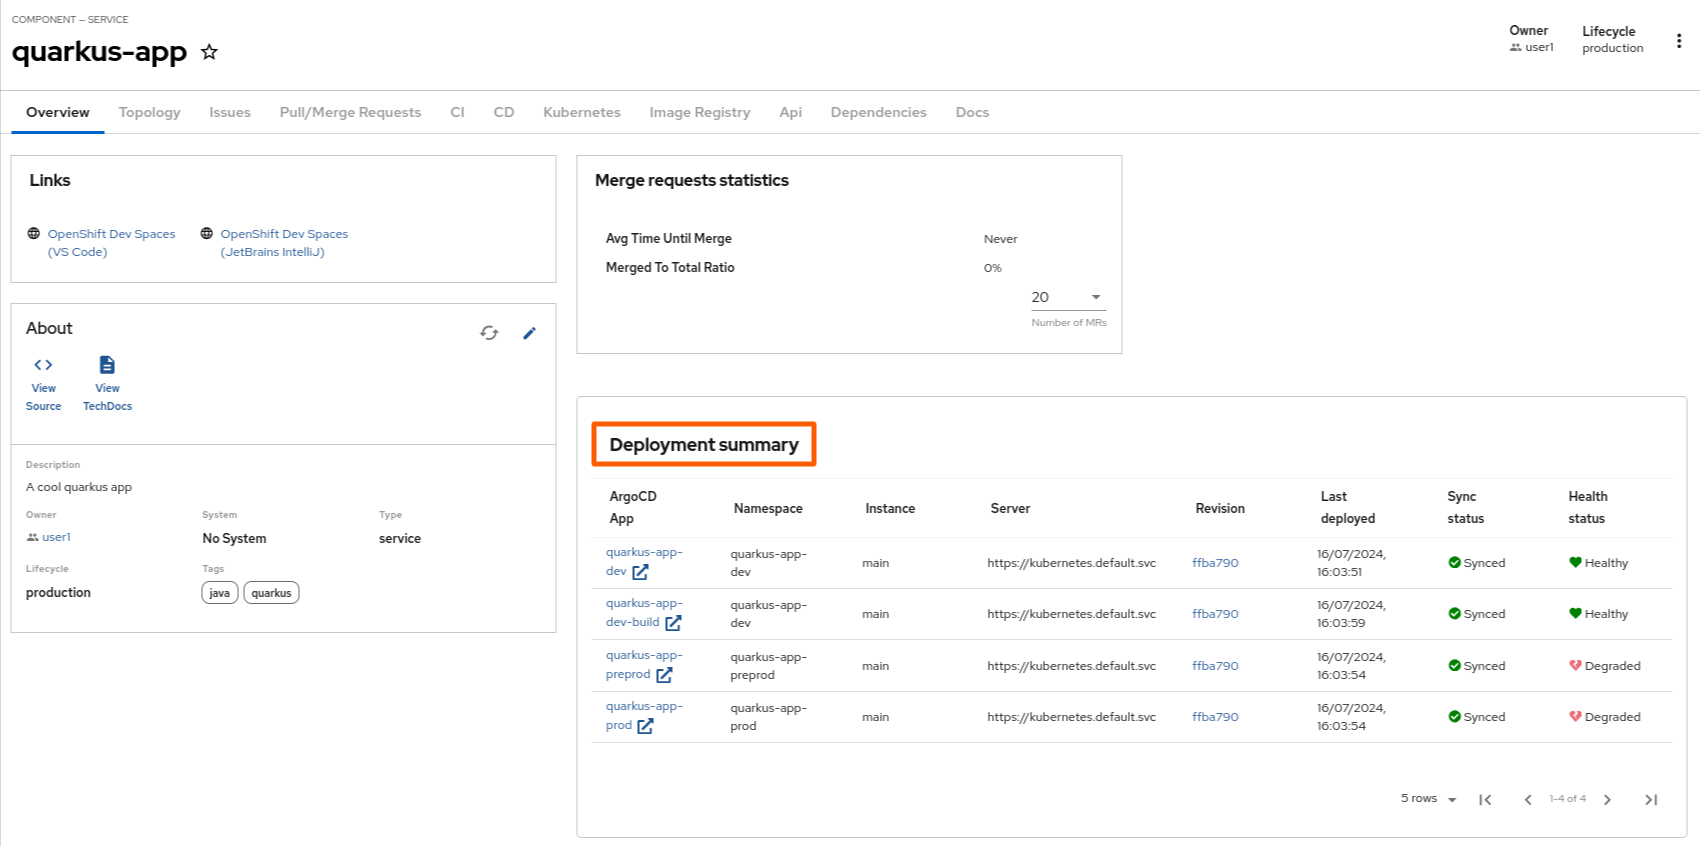 COMPONENT — SERVICE
quarkus-app
Owner
user1
Lifecycle
production
Overview Topology Issues Pull/Merge Requests CI CD Kubernetes Image Registry Api Dependencies Docs
Links
OpenShift Dev Spaces
(VS Code)
OpenShift Dev Spaces
(JetBrains IntelliJ)
Merge requests statistics
Avg Time Until Merge Never
Merged To Total Ratio 0%
20
Number of MRs
About
View
Source
View
TechDocs
Description
A cool quarkus app
Owner System Type
user1 No System service
Lifecycle Tags
production java quarkus
Deployment summary
ArgoCD
App
Namespace
Instance
Server
Revision
Last
deployed
Sync
status
Health
status
quarkus-app-
dev
quarkus-app-
dev
main
https://kubernetes.default.svc
ffba790
16/07/2024,
16:03:51
Synced
Healthy
quarkus-app-
dev-build
quarkus-app-
dev
main
https://kubernetes.default.svc
ffba790
16/07/2024,
16:03:59
Synced
Healthy
quarkus-app-
preprod
quarkus-app-
preprod
main
https://kubernetes.default.svc
ffba790
16/07/2024,
16:03:54
Synced
Degraded
quarkus-app-
prod
quarkus-app-
prod
main
https://kubernetes.default.svc
ffba790
16/07/2024,
16:03:54
Synced
Degraded
5 rows 1-4 of 4